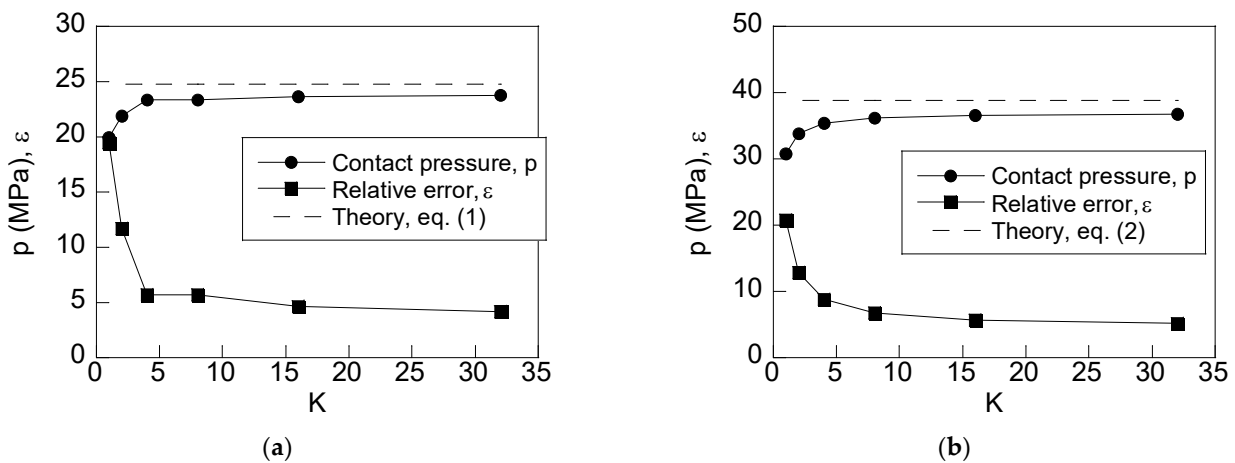 30
25
20
15
10
5
0
p (MPa), ε
Contact pressure, p
Relative error, ε
Theory, eq. (1)
0 5 10 15 20 25 30 35
K
(a)
50
40
30
20
10
0
p (MPa), ε
Contact pressure, p
Relative error, ε
Theory, eq. (2)
0 5 10 15 20 25 30 35
K
(b)